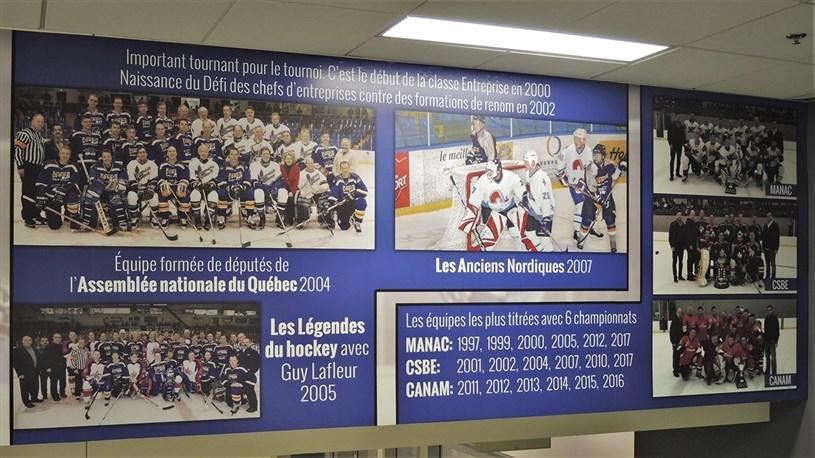 Important tournant pour le tournoi. C'est le début de la classe Entreprise en 2000
Naissance du Défi des chefs d'entreprises contre des formations de renom en 2002
Équipe formée de députés de
l'Assemblée nationale du Québec 2004
Les Anciens Nordiques 2007
Les Légendes
du hockey avec
Guy Lafleur
2005
Les équipes les plus titrées avec 6 championnats
MANAC: 1997, 1999, 2000, 2005, 2012, 2017
CSBE: 2001, 2002, 2004, 2007, 2010, 2017
CANAM: 2011, 2012, 2013, 2014, 2015, 2016
MANAC
CSBE
CANAM